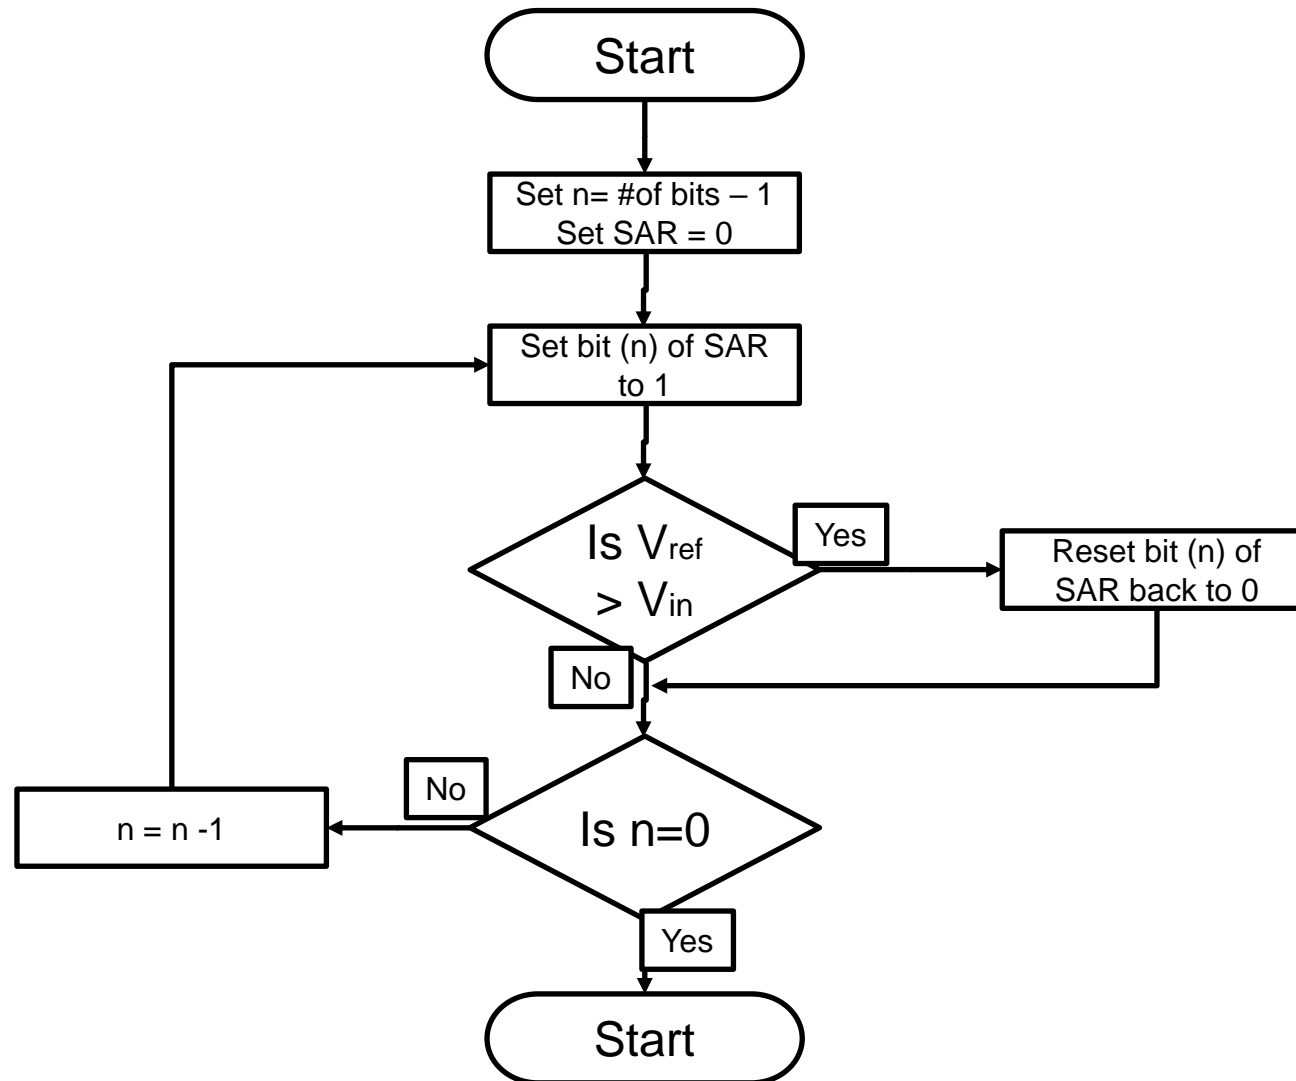 Start
Set n= #of bits – 1
Set SAR = 0
Set bit (n) of SAR
to 1
Is Vref
> Vin
Yes
Reset bit (n) of
SAR back to 0
No
No
n = n -1
Is n=0
Yes
Start